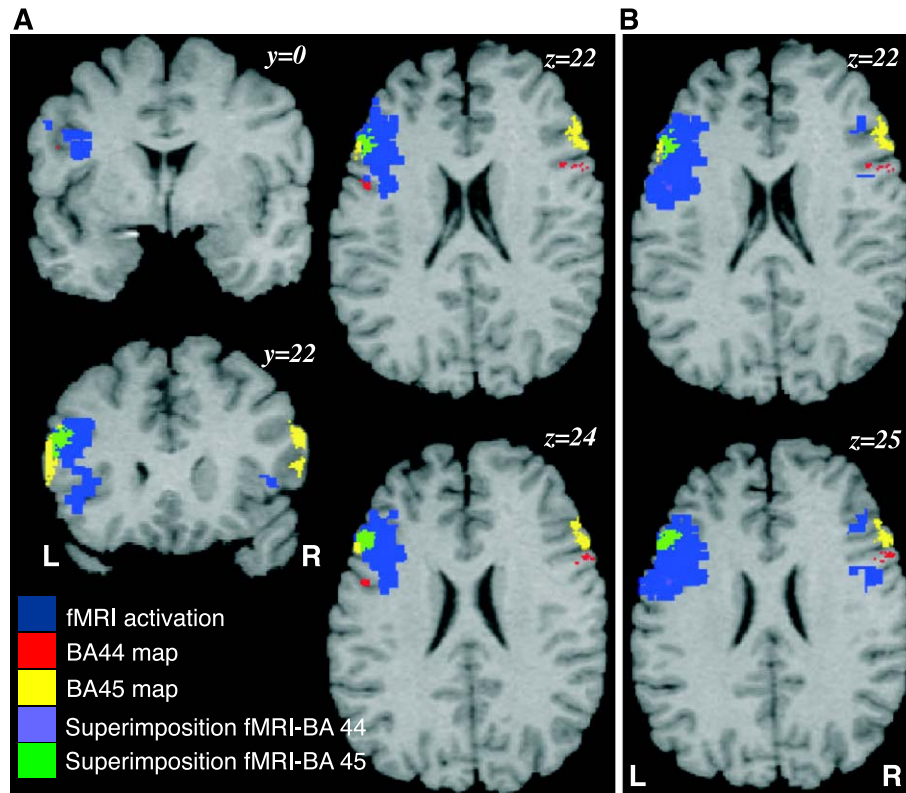 A
B
y=0
z=22
z=22
y=22
z=24
z=25
L
R
fMRI activation
BA44 map
BA45 map
Superimposition fMRI-BA 44
Superimposition fMRI-BA 45
L
R